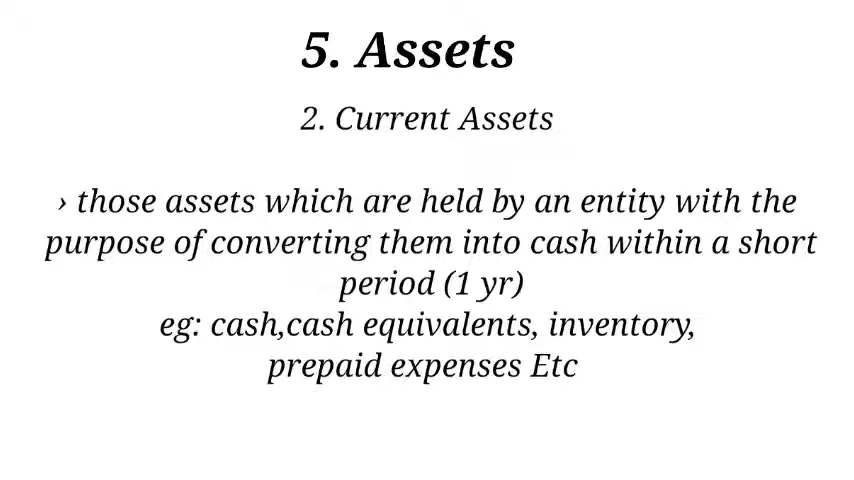 5. Assets
2. Current Assets
› those assets which are held by an entity with the
purpose of converting them into cash within a short
period (1 yr)
eg: cash,cash equivalents, inventory,
prepaid expenses Etc